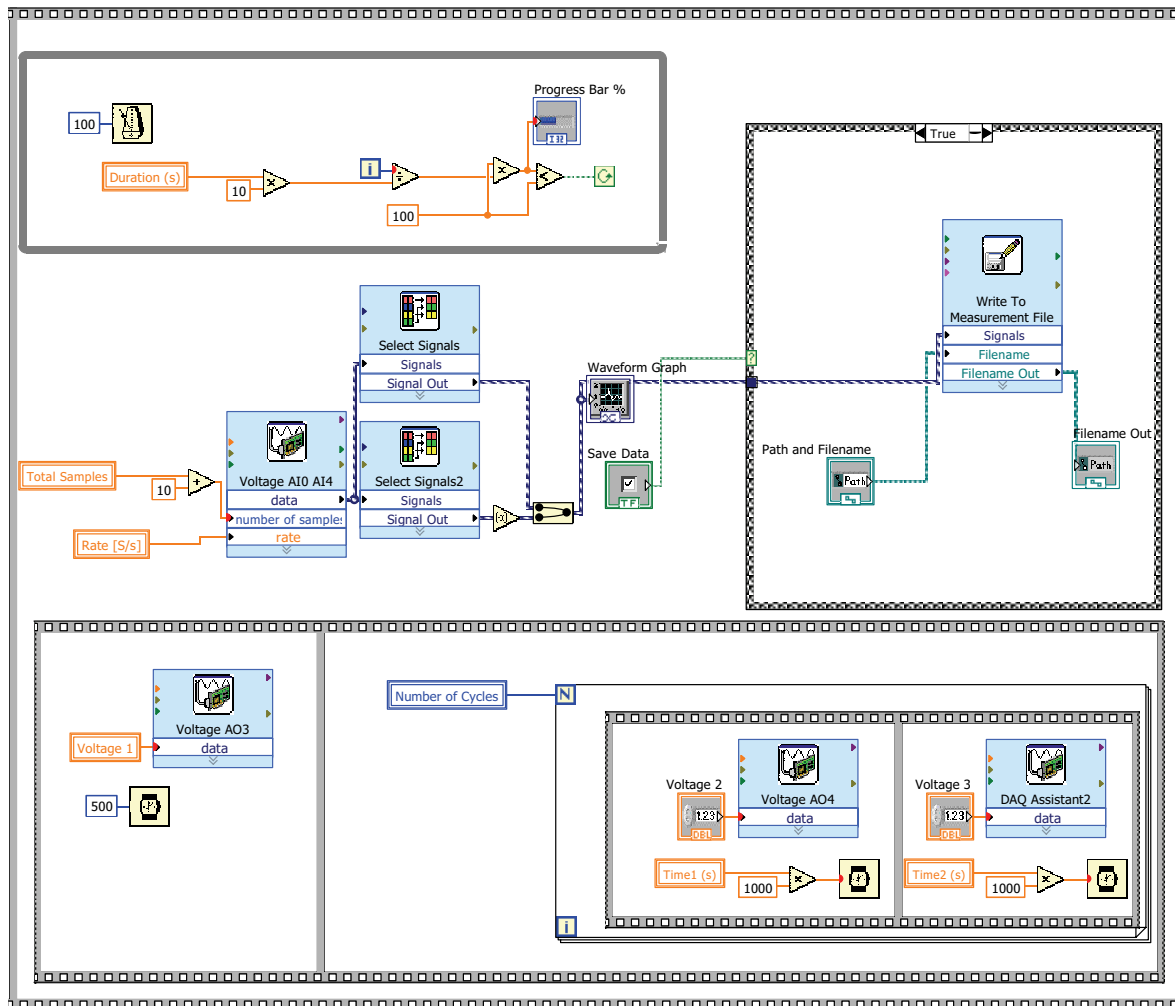 Progress Bar %
100
I32
Duration (s)
x
10
i
÷
x
<
100
True
Select Signals
Signals
Signal Out
Write To
Measurement File
Signals
Filename
Filename Out
Waveform Graph
?
Voltage AI0 AI4
data
number of samples
rate
Select Signals2
Signals
Signal Out
Total Samples
10
+
Rate [S/s]
Save Data
TF
Path and Filename
Path
Filename Out
Path
Voltage AO3
data
Voltage 1
500
Number of Cycles
N
Voltage 2
1.23
DBL
Voltage AO4
data
Time1 (s)
1000
x
Voltage 3
1.23
DBL
DAQ Assistant2
data
Time2 (s)
1000
x
i